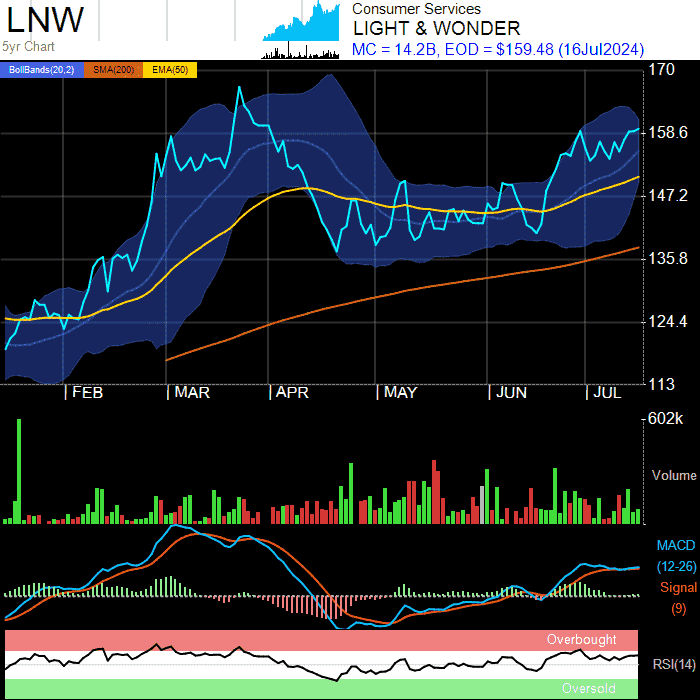 LNW
5yr Chart
Consumer Services
LIGHT & WONDER
MC = 14.2B, EOD = $159.48 (16Jul2024)
BollBands(20,2) SMA(200) EMA(50)
170
158.6
147.2
135.8
124.4
113
FEB MAR APR MAY JUN JUL
602k
Volume
MACD
(12-26)
Signal
(9)
Overbought
RSI(14)
Oversold